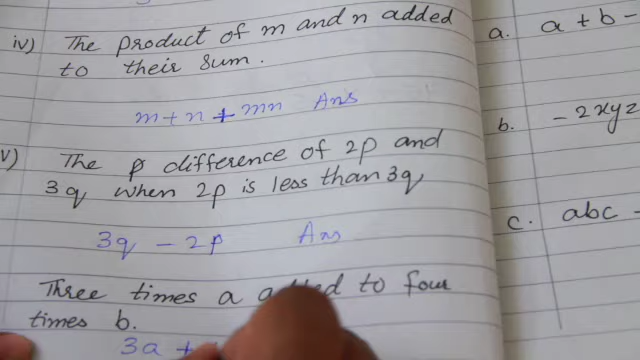 iv) The product of m and n added
to their sum.
m + n + mn Ans
v) The p difference of 2p and
3q when 2p is less than 3q
3q - 2p Ans
Three times a added to four
times b.
3a +
a. a + b -
b. - 2xyz
c. abc -